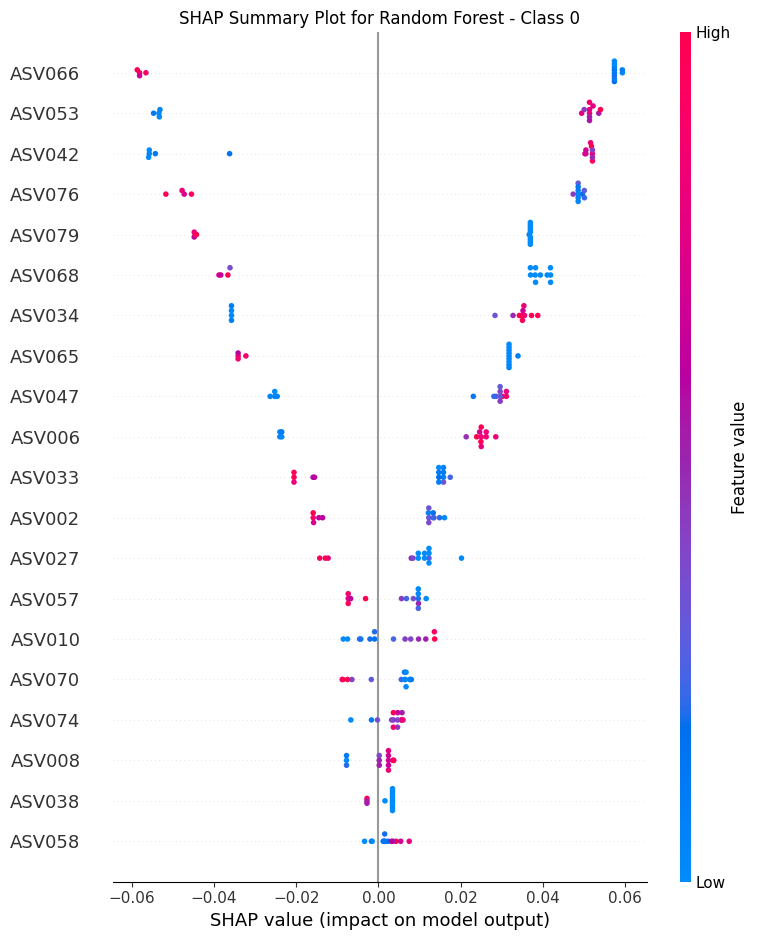 SHAP Summary Plot for Random Forest - Class 0
High
ASV066
ASV053
ASV042
ASV076
ASV079
ASV068
ASV034
ASV065
ASV047
ASV006
ASV033
ASV002
ASV027
ASV057
ASV010
ASV070
ASV074
ASV008
ASV038
ASV058
Feature value
Low
−0.06 −0.04 −0.02 0.00 0.02 0.04 0.06
SHAP value (impact on model output)